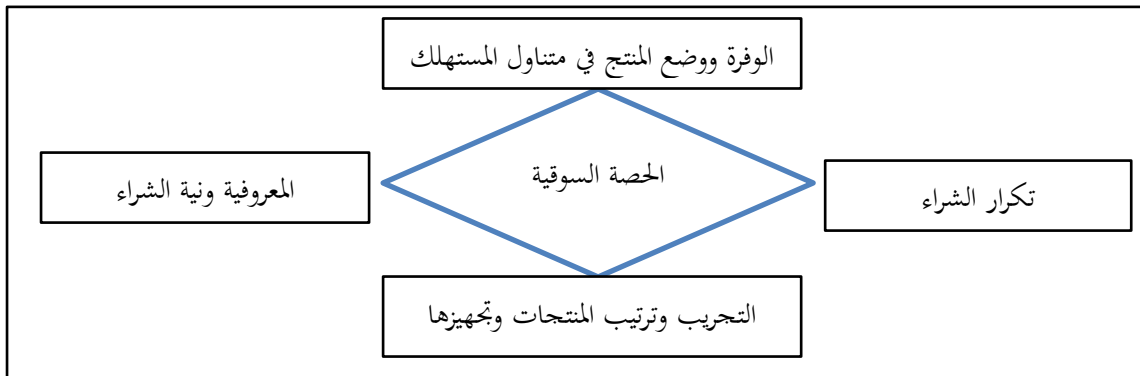 الوفرة ووضع المنتج في متناول المستهلك
الحصة السوقية
تكرار الشراء
المعروفية ونية الشراء
التجريب وترتيب المنتجات وتجهيزها